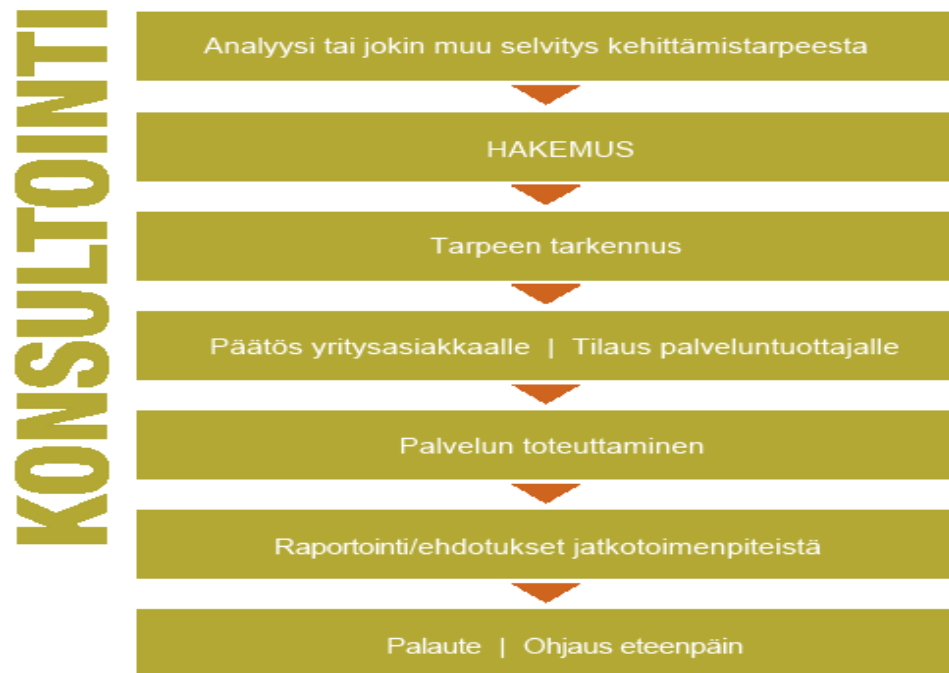 KONSULTOINTI
Analyysi tai jokin muu selvitys kehittämistarpeesta
HAKEMUS
Tarpeen tarkennus
Päätös yritysasiakkaalle | Tilaus palveluntuottajalle
Palvelun toteuttaminen
Raportointi/ehdotukset jatkotoimenpiteistä
Palaute | Ohjaus eteenpäin